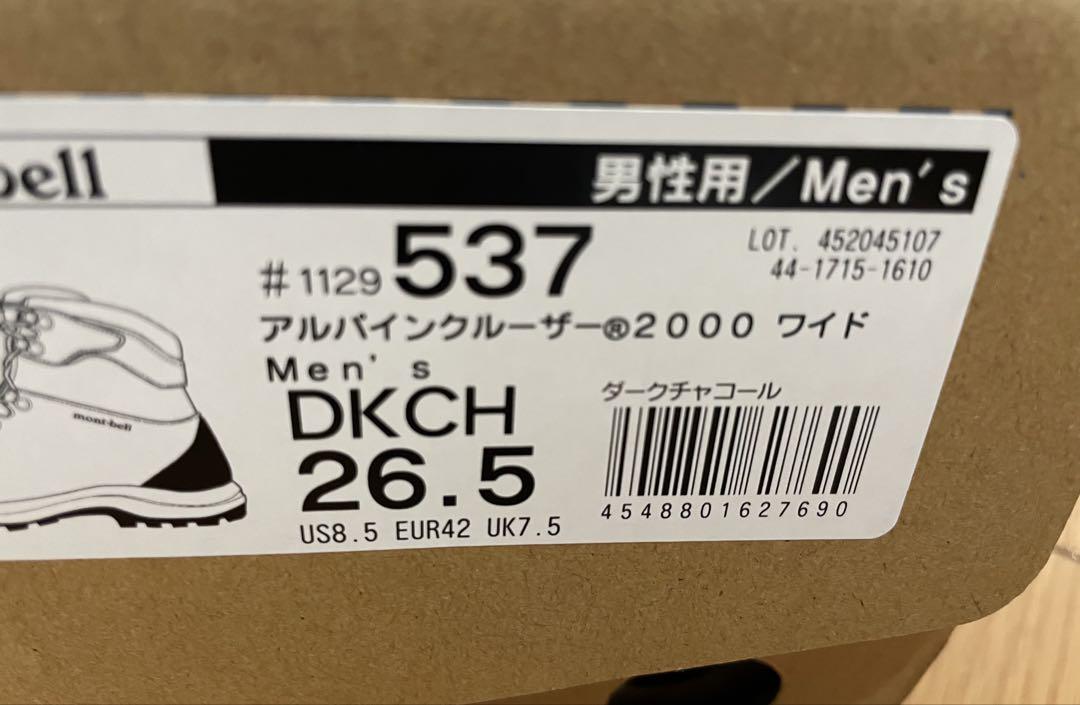 bell
男性用/Men's
#1129537
LOT. 452045107
44-1715-1610
アルパインクルーザー®2000 ワイド
Men's
DKCH
ダークチャコール
26.5
4548801627690
US8.5 EUR42 UK7.5
mont-bell